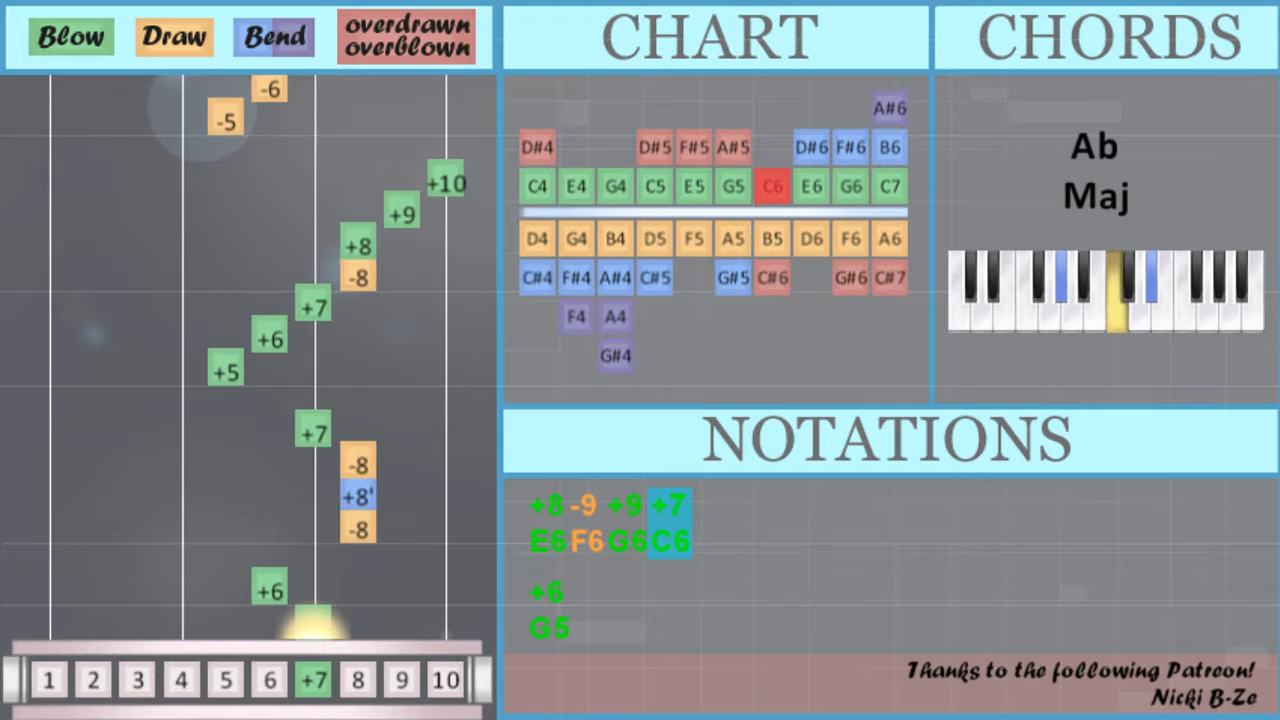 Blow Draw Bend overdrawn
overblown
CHART
CHORDS
-6
-5
+10
+9
+8
-8
+7
+6
+5
+7
-8
+8'
-8
+6
1 2 3 4 5 6 +7 8 9 10
A#6
D#4 D#5 F#5 A#5 D#6 F#6 B6
C4 E4 G4 C5 E5 G5 C6 E6 G6 C7
D4 G4 B4 D5 F5 A5 B5 D6 F6 A6
C#4 F#4 A#4 C#5 G#5 C#6 G#6 C#7
F4 A4
G#4
Ab
Maj
NOTATIONS
+8 -9 +9 +7
E6 F6 G6 C6
+6
G5
Thanks to the following Patreon!
Nicki B-Ze